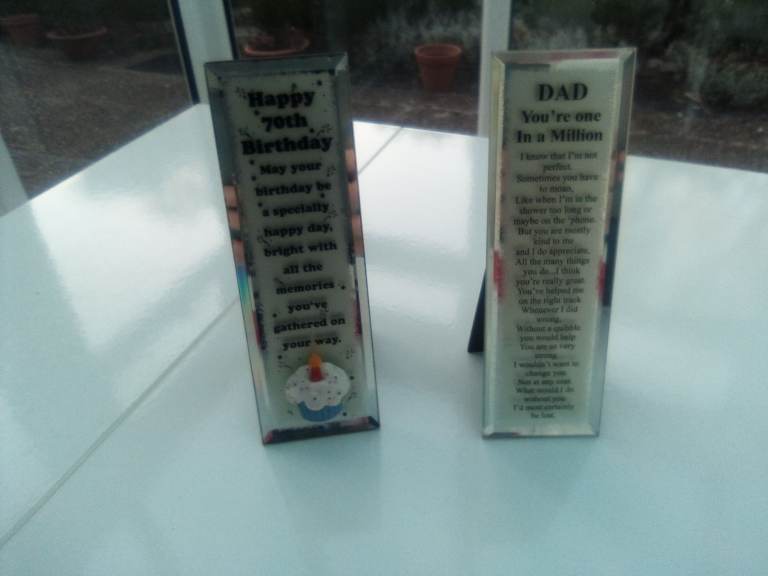 Happy
70th
Birthday
May your
birthday be
a specially
happy day,
bright with
all the
memories
you've
gathered on
your way.
DAD
You're one
In a Million
I know that I'm not
perfect.
Sometimes you have
to moan,
Like when I'm in the
shower too long or
maybe on the 'phone.
But you are mostly
kind to me
and I do appreciate,
All the many things
you do...I think
you're really great.
You've helped me
on the right track
Whenever I did
wrong,
Without a quibble
you would help
You are so very
strong.
I wouldn't want to
change you
Not at any cost.
What would I do
without you
I'd most certainly
be lost.